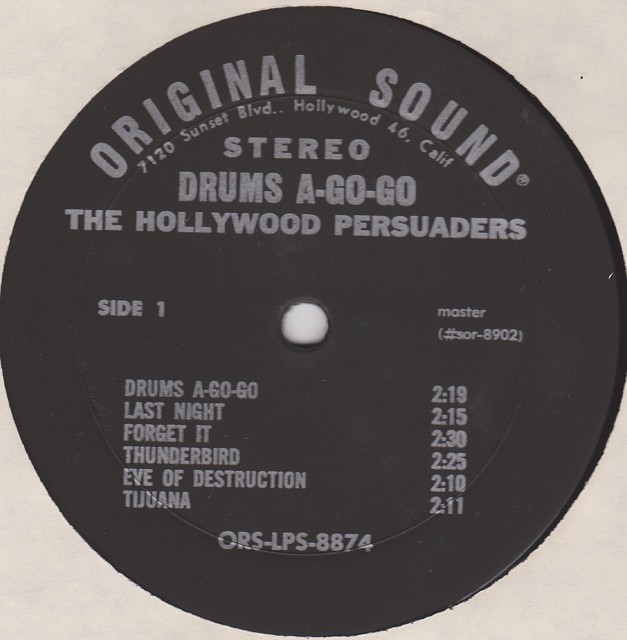 ORIGINAL SOUND®
7120 Sunset Blvd.. Hollywood 46, Calif
STEREO
DRUMS A-GO-GO
THE HOLLYWOOD PERSUADERS
SIDE 1
master
(#sor-8902)
DRUMS A-GO-GO 2:19
LAST NIGHT 2:15
FORGET IT 2:30
THUNDERBIRD 2:25
EVE OF DESTRUCTION 2:10
TIJUANA 2:11
ORS-LPS-8874